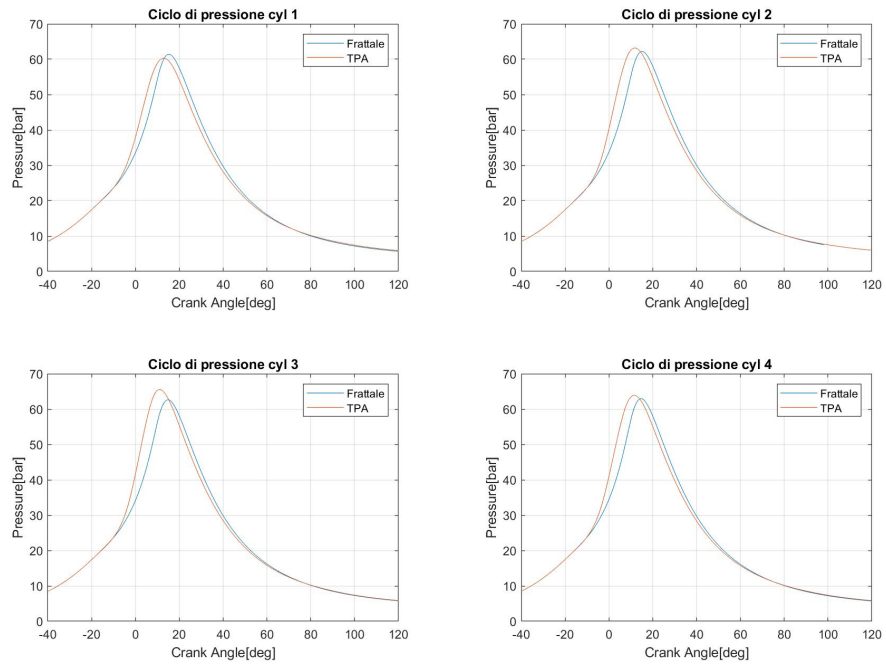 Ciclo di pressione cyl 1
Pressure[bar]
70
60
50
40
30
20
10
0
Frattale
TPA
-40 -20 0 20 40 60 80 100 120
Crank Angle[deg]
Ciclo di pressione cyl 2
Pressure[bar]
70
60
50
40
30
20
10
0
Frattale
TPA
-40 -20 0 20 40 60 80 100 120
Crank Angle[deg]
Ciclo di pressione cyl 3
Pressure[bar]
70
60
50
40
30
20
10
0
Frattale
TPA
-40 -20 0 20 40 60 80 100 120
Crank Angle[deg]
Ciclo di pressione cyl 4
Pressure[bar]
70
60
50
40
30
20
10
0
Frattale
TPA
-40 -20 0 20 40 60 80 100 120
Crank Angle[deg]